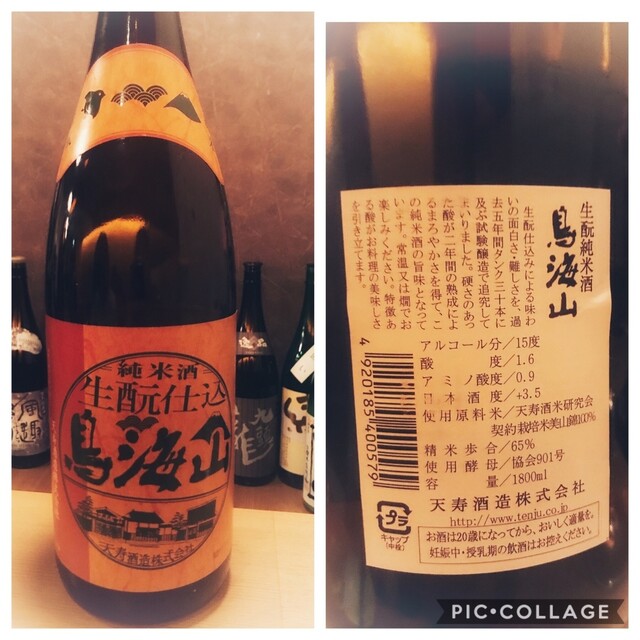 純米酒
生酛仕込
鳥海山
天寿酒造株式会社
生酛純米酒
鳥海山
生酛仕込みによる味わ
いの面白さ・難しさを、過
去五年間タンク三十本に
及ぶ試験醸造で追究して
まいりました。硬さのあっ
た酸が二年間の熟成によ
るまろやかさを得て、こ
の純米酒の旨味となって
います。常温又は燗でお
楽しみください。特徴あ
る酸がお料理の美味しさ
を引き立てます。
アルコール分／15度
酸度／1.6
アミノ酸度／0.9
日本酒度／+3.5
使用原料米／天寿酒米研究会
契約栽培米美山錦100%
精米歩合／65%
使用酵母／協会901号
容量／1800ml
天寿酒造株式会社
http://www.tenju.co.jp
お酒は20歳になってから、おいしく適量を。
妊娠中・授乳期の飲酒はお控えください。
4920185400579
プラ
キャップ
(中栓)
PIC•COLLAGE